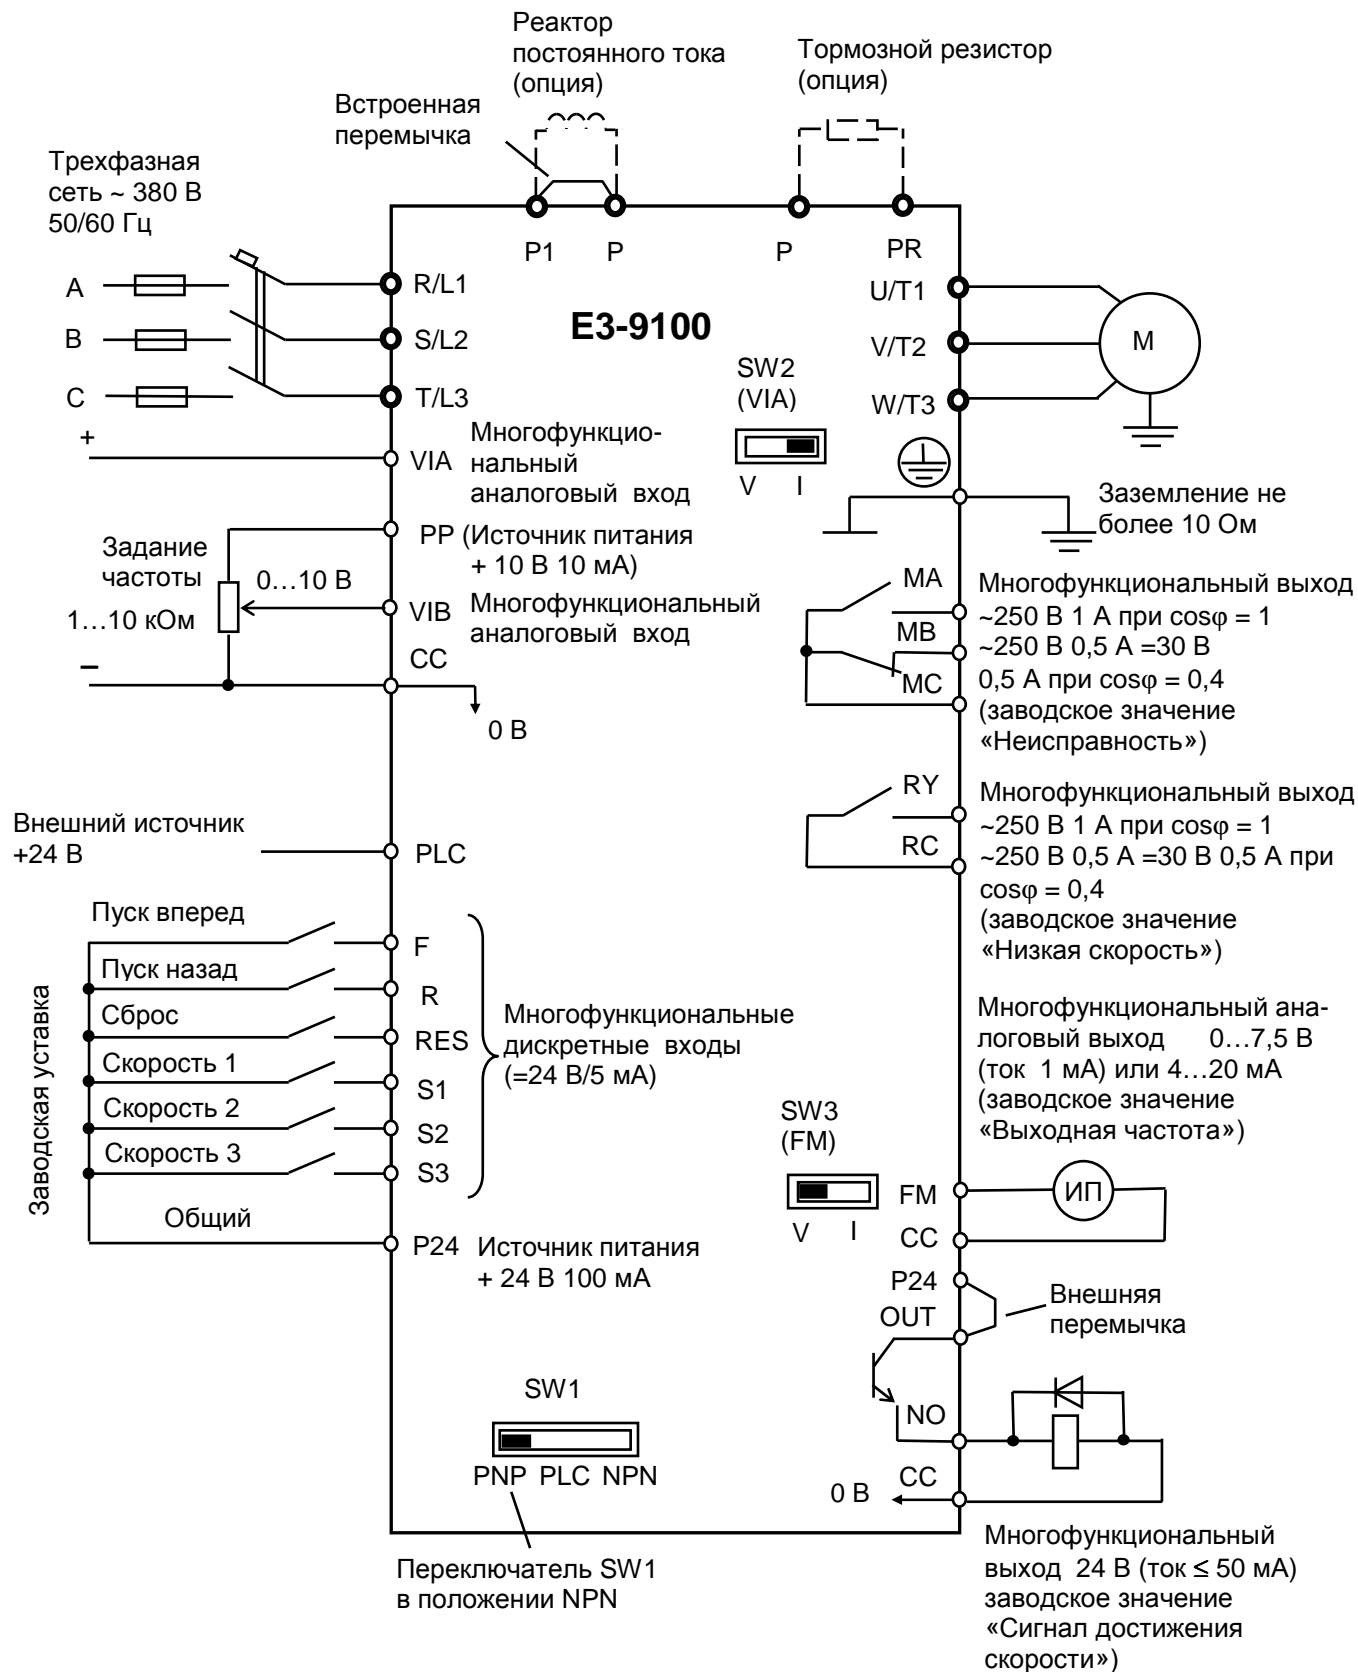 Реактор
постоянного тока
(опция)
Тормозной резистор
(опция)
Встроенная
перемычка
Трехфазная
сеть ~ 380 В
50/60 Гц
P1
P
P
PR
A
R/L1
U/T1
B
S/L2
E3-9100
V/T2
M
C
T/L3
W/T3
SW2
(VIA)
V
I
+
VIA
Многофункцио-
нальный
аналоговый вход
Заземление не
более 10 Ом
PP (Источник питания
+ 10 В 10 мА)
Задание
частоты
0…10 В
1…10 кОм
VIB
Многофункциональный
аналоговый вход
CC
–
0 В
MA
MB
MC
Многофункциональный выход
~250 В 1 А при cosφ = 1
~250 В 0,5 А =30 В
0,5 А при cosφ = 0,4
(заводское значение
«Неисправность»)
RY
RC
Многофункциональный выход
~250 В 1 А при cosφ = 1
~250 В 0,5 А =30 В 0,5 А при
cosφ = 0,4
(заводское значение
«Низкая скорость»)
Внешний источник
+24 В
PLC
Заводская уставка
Пуск вперед
F
Пуск назад
R
Сброс
RES
Скорость 1
S1
Скорость 2
S2
Скорость 3
S3
Общий
P24
Многофункциональные
дискретные входы
(=24 В/5 мА)
Источник питания
+ 24 В 100 мА
Многофункциональный ана-
логовый выход 0…7,5 В
(ток 1 мА) или 4…20 мА
(заводское значение
«Выходная частота»)
SW3
(FM)
V
I
FM
ИП
CC
P24
OUT
Внешняя
перемычка
NO
CC
0 В
SW1
PNP PLC NPN
Переключатель SW1
в положении NPN
Многофункциональный
выход 24 В (ток ≤ 50 мА)
заводское значение
«Сигнал достижения
скорости»)